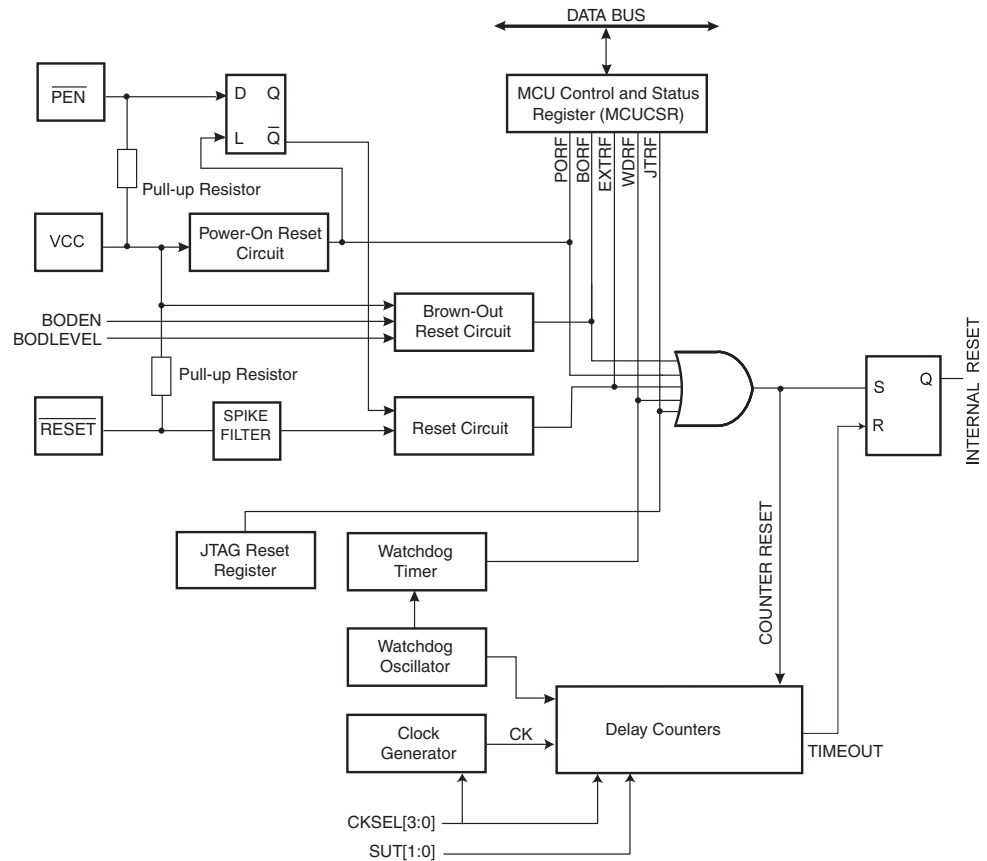 DATA BUS
MCU Control and Status
Register (MCUCSR)
PORF
BORF
EXTRF
WDRF
JTRF
PEN
D Q
L Q
Pull-up Resistor
VCC
Power-On Reset
Circuit
BODEN
BODLEVEL
Brown-Out
Reset Circuit
Pull-up Resistor
RESET
SPIKE
FILTER
Reset Circuit
S
Q
R
INTERNAL RESET
JTAG Reset
Register
Watchdog
Timer
COUNTER RESET
Watchdog
Oscillator
Clock
Generator
CK
Delay Counters
TIMEOUT
CKSEL[3:0]
SUT[1:0]